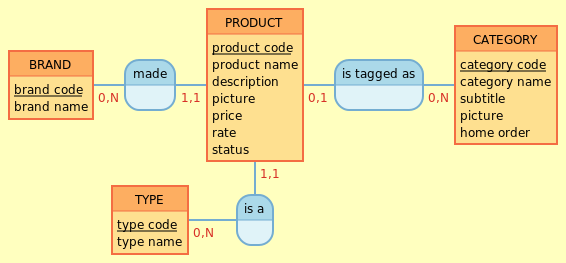 BRAND
brand code
brand name
0,N
made
1,1
PRODUCT
product code
product name
description
picture
price
rate
status
0,1
is tagged as
0,N
CATEGORY
category code
category name
subtitle
picture
home order
1,1
is a
TYPE
type code
type name
0,N